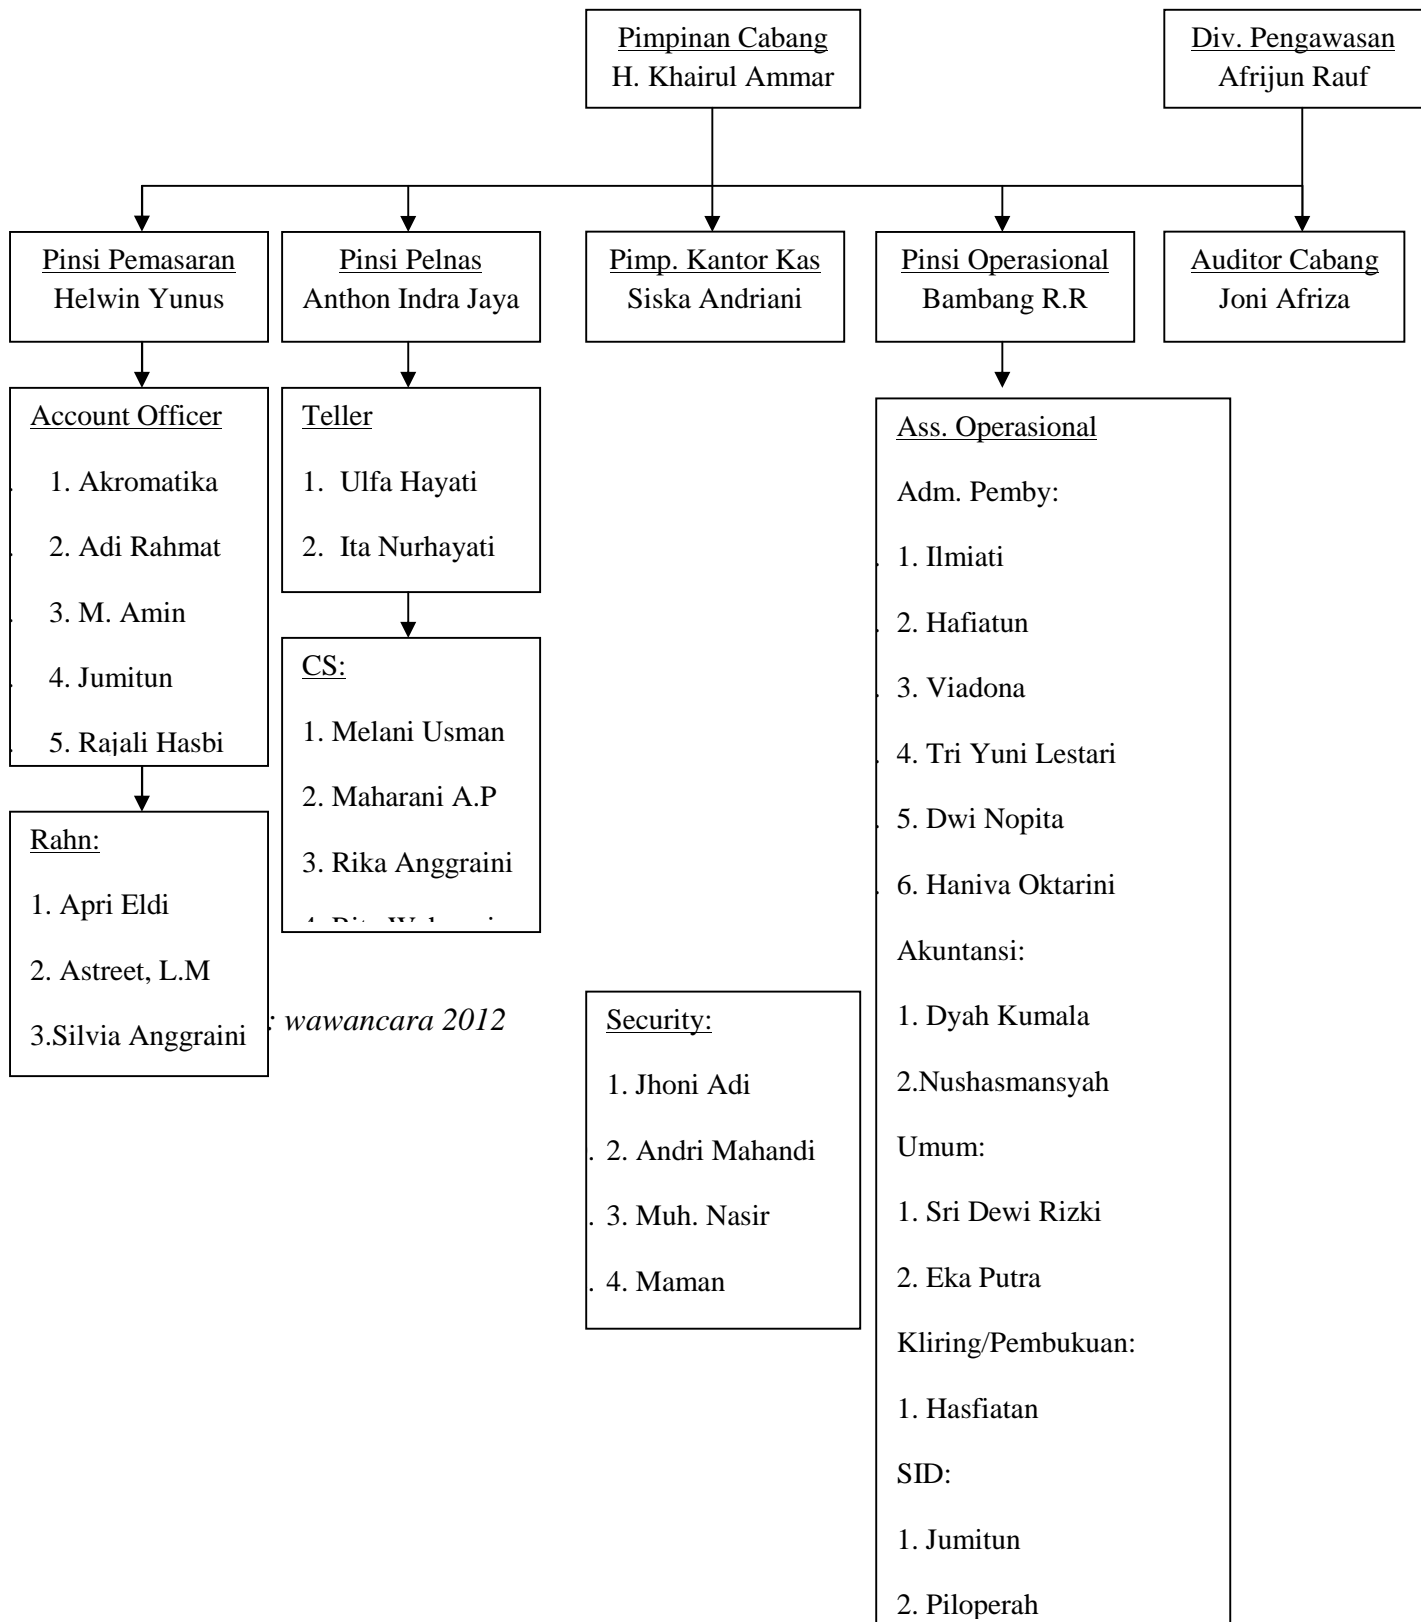 Pimpinan Cabang
H. Khairul Ammar
Div. Pengawasan
Afrijun Rauf
Pinsi Pemasaran
Helwin Yunus
Pinsi Pelnas
Anthon Indra Jaya
Pimp. Kantor Kas
Siska Andriani
Pinsi Operasional
Bambang R.R
Auditor Cabang
Joni Afriza
Account Officer
1. Akromatika
2. Adi Rahmat
3. M. Amin
4. Jumitun
5. Rajali Hasbi
Rahn:
1. Apri Eldi
2. Astreet, L.M
3.Silvia Anggraini
Teller
1. Ulfa Hayati
2. Ita Nurhayati
CS:
1. Melani Usman
2. Maharani A.P
3. Rika Anggraini
: wawancara 2012
Security:
1. Jhoni Adi
2. Andri Mahandi
3. Muh. Nasir
4. Maman
Ass. Operasional
Adm. Pemby:
1. Ilmiati
2. Hafiatun
3. Viadona
4. Tri Yuni Lestari
5. Dwi Nopita
6. Haniva Oktarini
Akuntansi:
1. Dyah Kumala
2.Nushasmansyah
Umum:
1. Sri Dewi Rizki
2. Eka Putra
Kliring/Pembukuan:
1. Hasfiatan
SID:
1. Jumitun
2. Piloperah